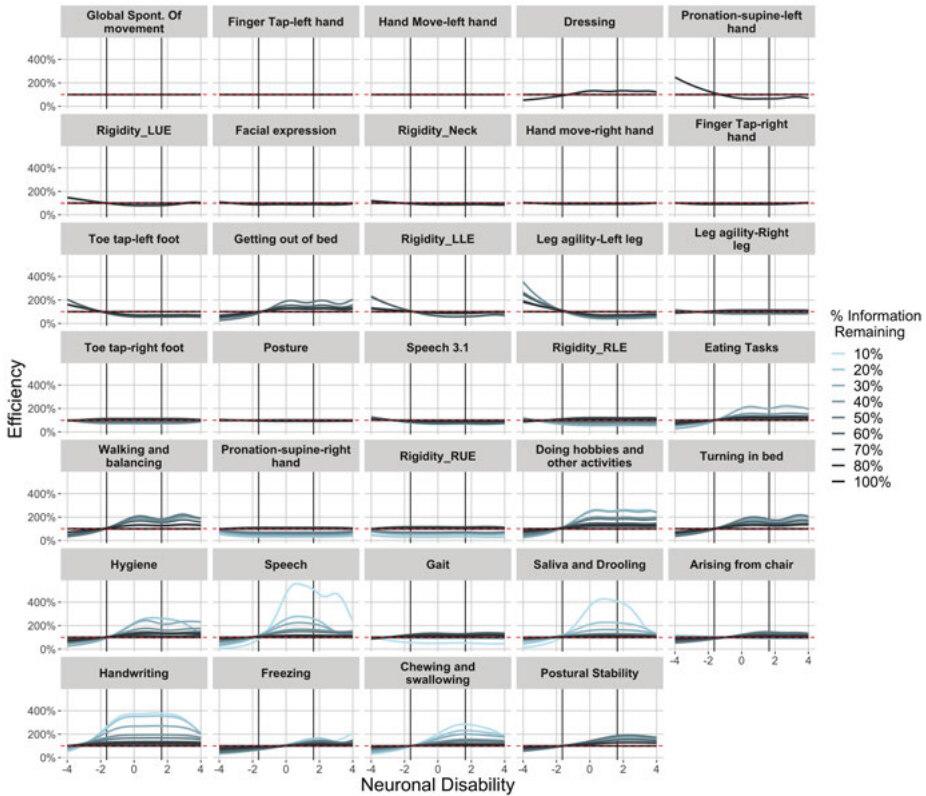 Global Spont. Of
movement
Finger Tap-left hand
Hand Move-left hand
Dressing
Pronation-supine-left
hand
400%
200%
0%
Rigidity_LUE
Facial expression
Rigidity_Neck
Hand move-right hand
Finger Tap-right
hand
400%
200%
0%
Toe tap-left foot
Getting out of bed
Rigidity_LLE
Leg agility-Left leg
Leg agility-Right
leg
400%
200%
0%
Toe tap-right foot
Posture
Speech 3.1
Rigidity_RLE
Eating Tasks
400%
200%
0%
Walking and
balancing
Pronation-supine-right
hand
Rigidity_RUE
Doing hobbies and
other activities
Turning in bed
400%
200%
0%
Hygiene
Speech
Gait
Saliva and Drooling
Arising from chair
400%
200%
0%
-4 -2 0 2 4
Handwriting
Freezing
Chewing and
swallowing
Postural Stability
400%
200%
0%
-4 -2 0 2 4
-4 -2 0 2 4
-4 -2 0 2 4
-4 -2 0 2 4
Neuronal Disability
Efficiency
% Information
Remaining
10%
20%
30%
40%
50%
60%
70%
80%
100%